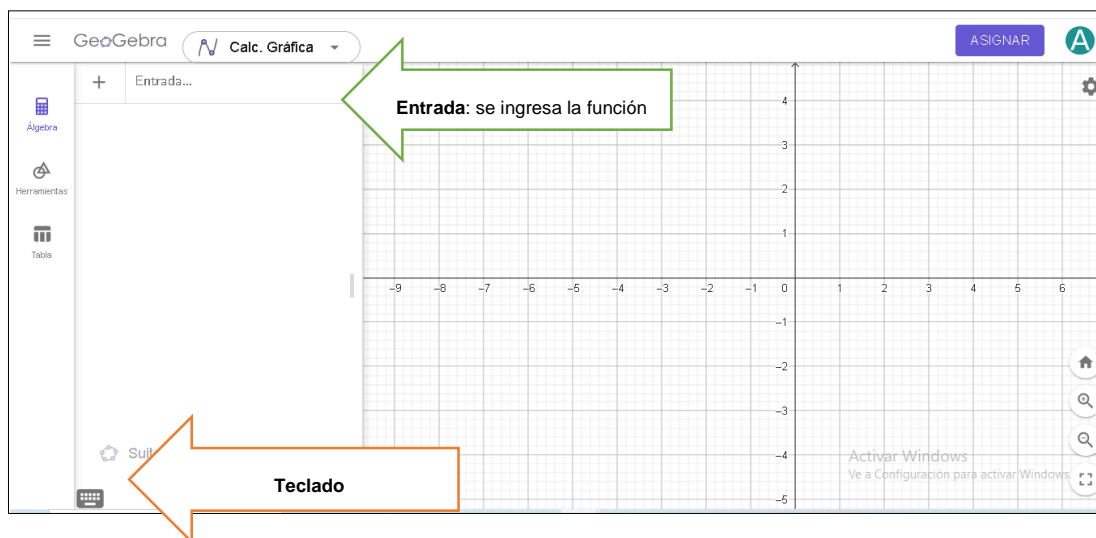 GeoGebra
Calc. Gráfica
ASIGNAR
A
Entrada...
Entrada: se ingresa la función
Álgebra
Herramientas
Tabla
4
3
2
1
–9 –8 –7 –6 –5 –4 –3 –2 –1 0 1 2 3 4 5 6
–1
–2
–3
–4
–5
Suit
Teclado
Activar Windows
Ve a Configuración para activar Windows.